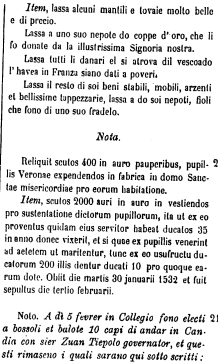 Item, lassa alcuni mantili e tovaie molto belle
e di precio.
Lassa a uno suo nepote do coppe d' oro, che li
fo donate da la illustrissima Signoria nostra.
Lassa tutti li danari el si atrova dil vescoado
l' havea in Franza siano dati a poveri.
Lassa il resto di soi beni stabili, mobili, arzenti
et bellissime tappezzarie, lassa a do soi nepoti, fioli
che fono di uno suo fradelo.
Nota.
Reliquit scutos 400 in auro pauperibus, pupil-
lis Veronae expendendos in fabrica in domo Sanc-
tae misericordiae pro eorum habitatione.
Item, scutos 2000 auri in auro in vestiendos
pro sustentatione dictorum pupillorum, ita ut ex eo
proventus quidam eius servitor habeat ducatos 35
in anno donec vixerit, et si quae ex pupillis venerint
ad aetelem ut maritentur, tunc ex eo usufructu du-
catorum 200 illis dentur ducati 10 pro quoque ea-
rum dote. Obiit die martis 30 januarii 1532 et fuit
sepultus die tertio februarii.
Noto. A dì 5 fevrer in Collegio fono electi
a bossoli et balote 10 capi di andar in Can-
dia con sier Zuan Tiepolo governator, et que-
sti rimaseno i quali sarano qui sotto scritti :
2
21